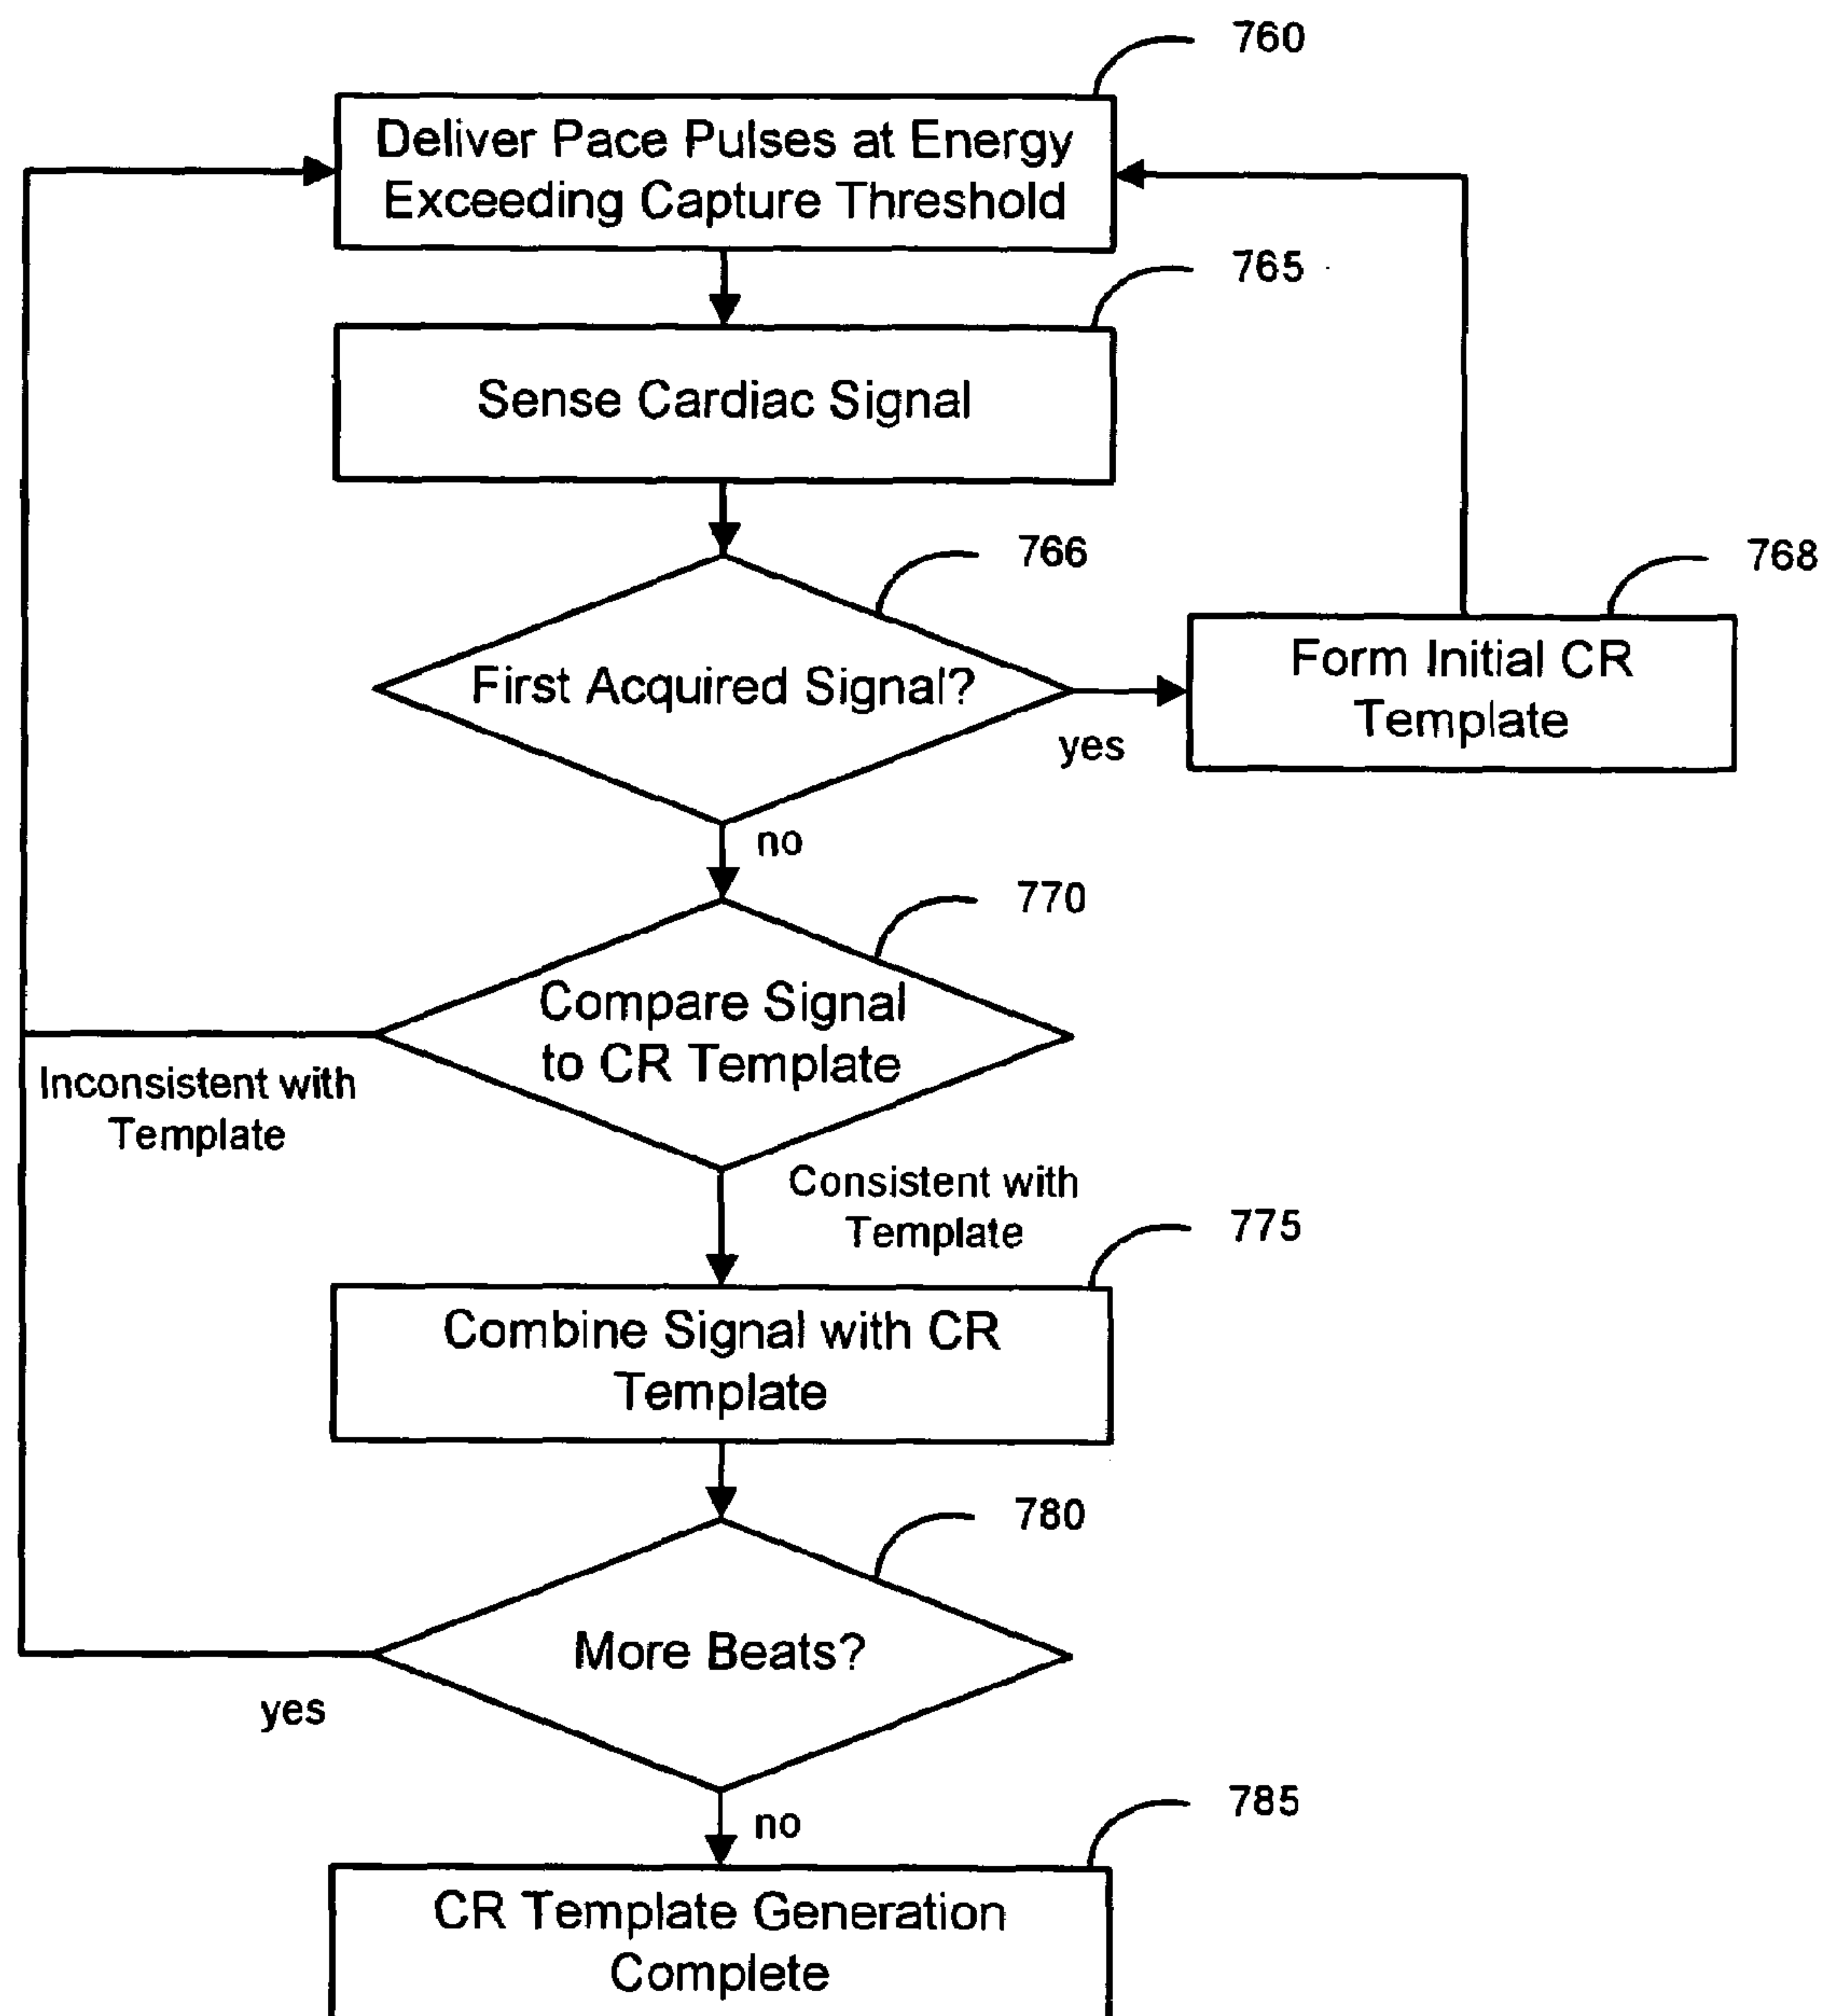 760
Deliver Pace Pulses at Energy
Exceeding Capture Threshold
765
Sense Cardiac Signal
766
768
First Acquired Signal?
Form Initial CR
Template
yes
no
770
Compare Signal
to CR Template
Inconsistent with
Template
Consistent with
Template
775
Combine Signal with CR
Template
780
More Beats?
yes
no
785
CR Template Generation
Complete